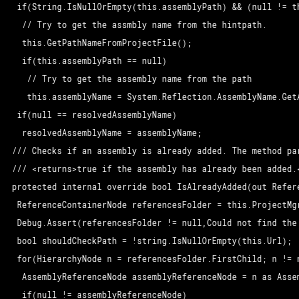 if(String.IsNullOrEmpty(this.assemblyPath) && (null != th
// Try to get the assmbly name from the hintpath.
this.GetPathNameFromProjectFile();
if(this.assemblyPath == null)
// Try to get the assembly name from the path
this.assemblyName = System.Reflection.AssemblyName.GetA
if(null == resolvedAssemblyName)
resolvedAssemblyName = assemblyName;
/// Checks if an assembly is already added. The method par
/// <returns>true if the assembly has already been added.<
protected internal override bool IsAlreadyAdded(out Refere
ReferenceContainerNode referencesFolder = this.ProjectMgr
Debug.Assert(referencesFolder != null,Could not find the
bool shouldCheckPath = !string.IsNullOrEmpty(this.Url);
for(HierarchyNode n = referencesFolder.FirstChild; n != n
AssemblyReferenceNode assemblyReferenceNode = n as Assem
if(null != assemblyReferenceNode)